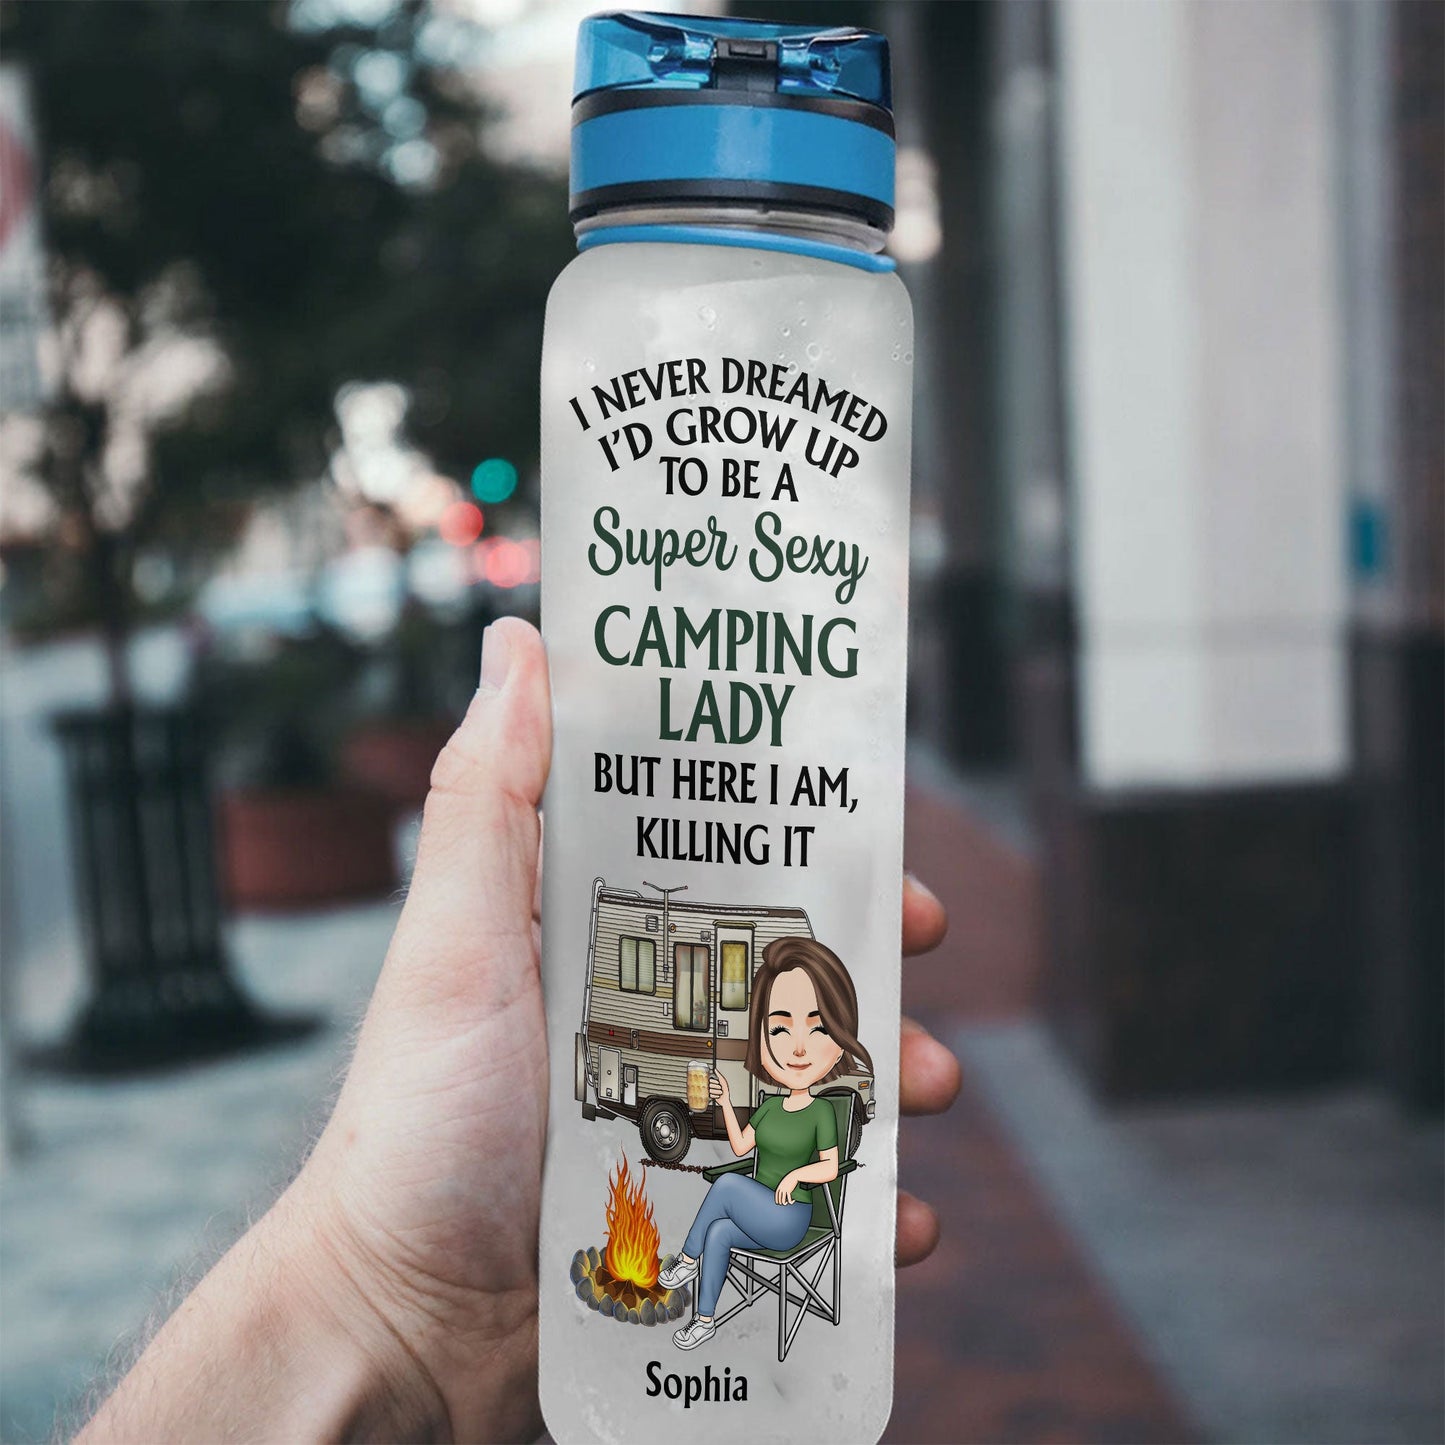 I NEVER DREAMED
I'D GROW UP
TO BE A
Super Sexy
CAMPING
LADY
BUT HERE I AM,
KILLING IT
Sophia